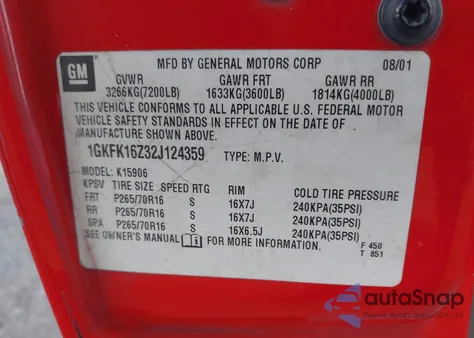 GM MFD BY GENERAL MOTORS CORP 08/01
GVWR GAWR FRT GAWR RR
3266KG(7200LB) 1633KG(3600LB) 1814KG(4000LB)
THIS VEHICLE CONFORMS TO ALL APPLICABLE U.S. FEDERAL MOTOR
VEHICLE SAFETY STANDARDS IN EFFECT ON THE DATE OF
MANUFACTURE SHOWN ABOVE.
1GKFK16Z32J124359 TYPE: M.P.V.
MODEL: K15906
KPSV TIRE SIZE SPEED RTG RIM COLD TIRE PRESSURE
FRT P265/70R16 S 16X7J 240KPA(35PSI)
RR P265/70R16 S 16X7J 240KPA(35PSI)
SPA P265/70R16 S 16X6.5J 240KPA(35PSI)
SEE OWNER'S MANUAL FOR MORE INFORMATION. F 450
T 851
autoSnap